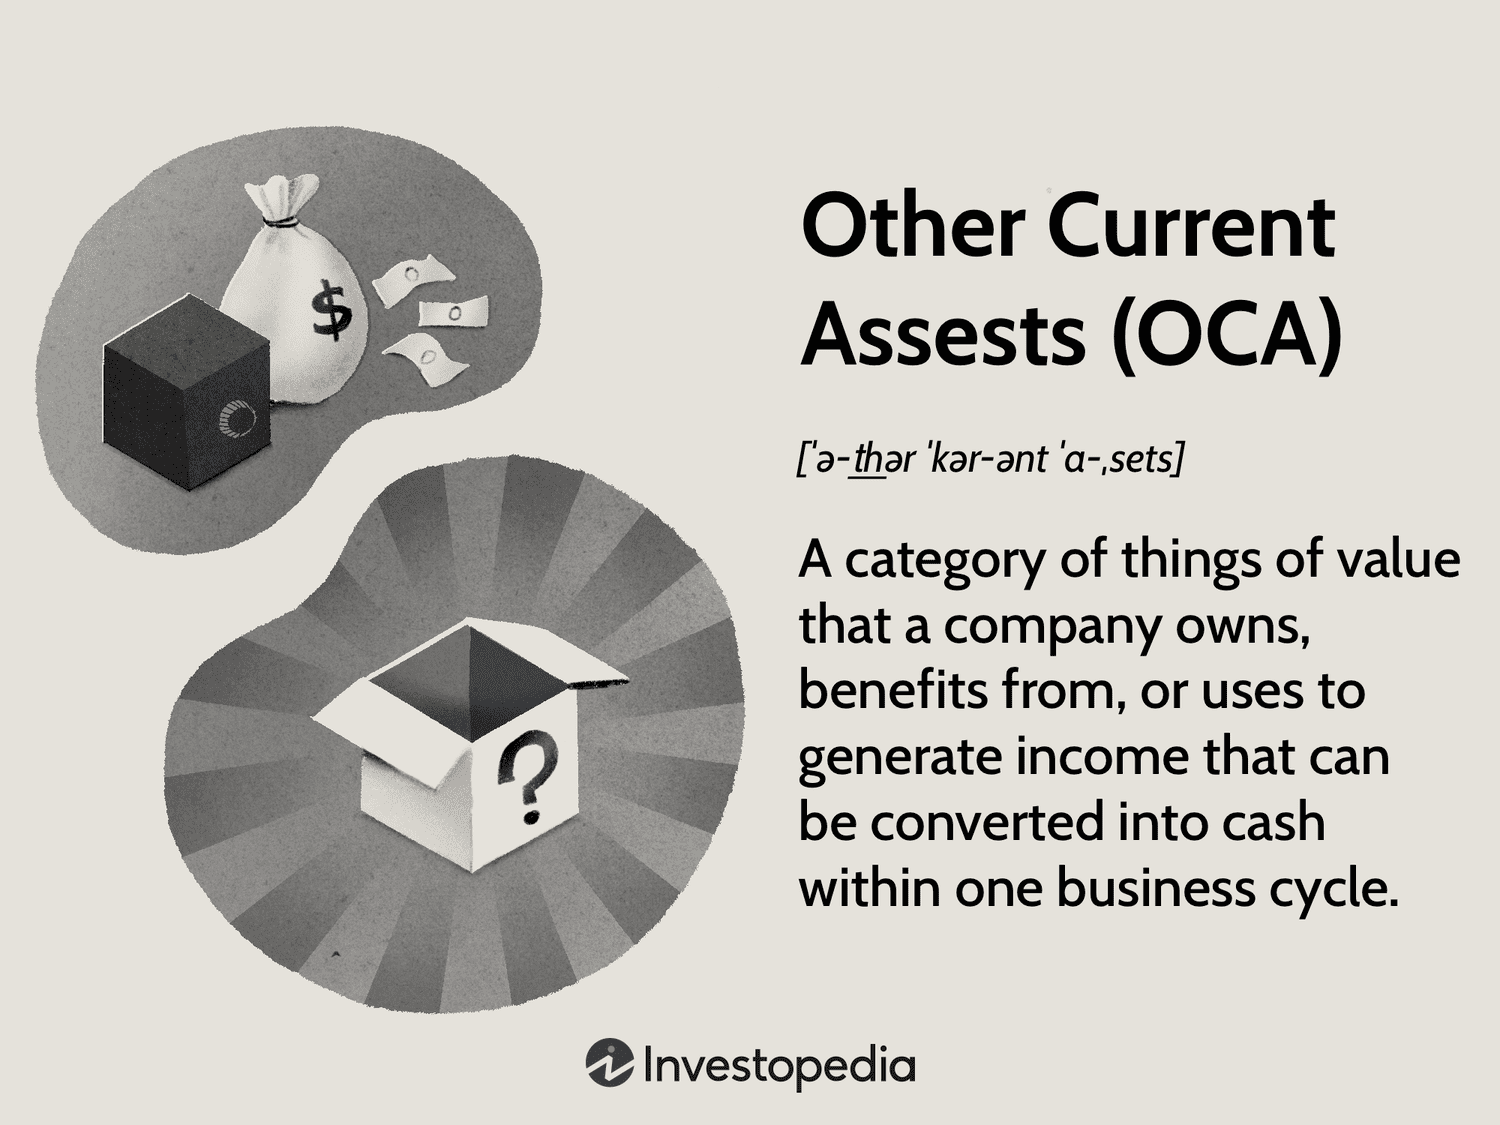 $
?
Other Current
Assests (OCA)
[ˈə-t͟hər ˈkər-ənt ˈɑ-ˌsets]
A category of things of value
that a company owns,
benefits from, or uses to
generate income that can
be converted into cash
within one business cycle.
Investopedia